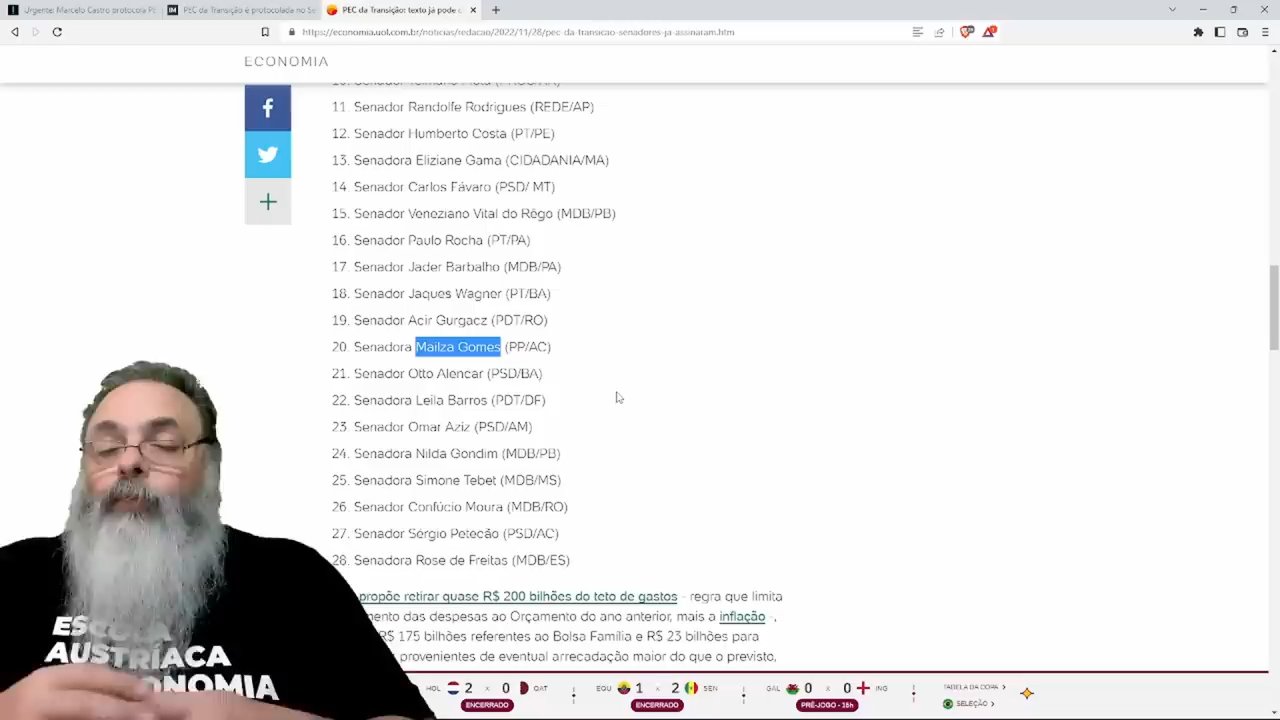 Urgente: Marcelo Castro protocola PE
PEC da Transição é protocolada no Se
PEC da Transição: texto já pode c
https://economia.uol.com.br/noticias/redacao/2022/11/28/pec-da-transicao-senadores-ja-assinaram.htm
ECONOMIA
11. Senador Randolfe Rodrigues (REDE/AP)
12. Senador Humberto Costa (PT/PE)
13. Senadora Eliziane Gama (CIDADANIA/MA)
14. Senador Carlos Fávaro (PSD/ MT)
15. Senador Veneziano Vital do Rêgo (MDB/PB)
16. Senador Paulo Rocha (PT/PA)
17. Senador Jader Barbalho (MDB/PA)
18. Senador Jaques Wagner (PT/BA)
19. Senador Acir Gurgacz (PDT/RO)
20. Senadora Mailza Gomes (PP/AC)
21. Senador Otto Alencar (PSD/BA)
22. Senadora Leila Barros (PDT/DF)
23. Senador Omar Aziz (PSD/AM)
24. Senadora Nilda Gondim (MDB/PB)
25. Senadora Simone Tebet (MDB/MS)
26. Senador Confúcio Moura (MDB/RO)
27. Senador Sérgio Petecão (PSD/AC)
28. Senadora Rose de Freitas (MDB/ES)
propõe retirar quase R$ 200 bilhões do teto de gastos - regra que limita
mento das despesas ao Orçamento do ano anterior, mais a inflação -,
R$ 175 bilhões referentes ao Bolsa Família e R$ 23 bilhões para
provenientes de eventual arrecadação maior do que o previsto,
AUSTRÍACA
HOL 2 x 0 QAT
ENCERRADO
EQU 1 x 2 SEN
ENCERRADO
GAL 0 x 0 ING
PRÉ-JOGO - 16h
TABELA DA COPA
SELEÇÃO